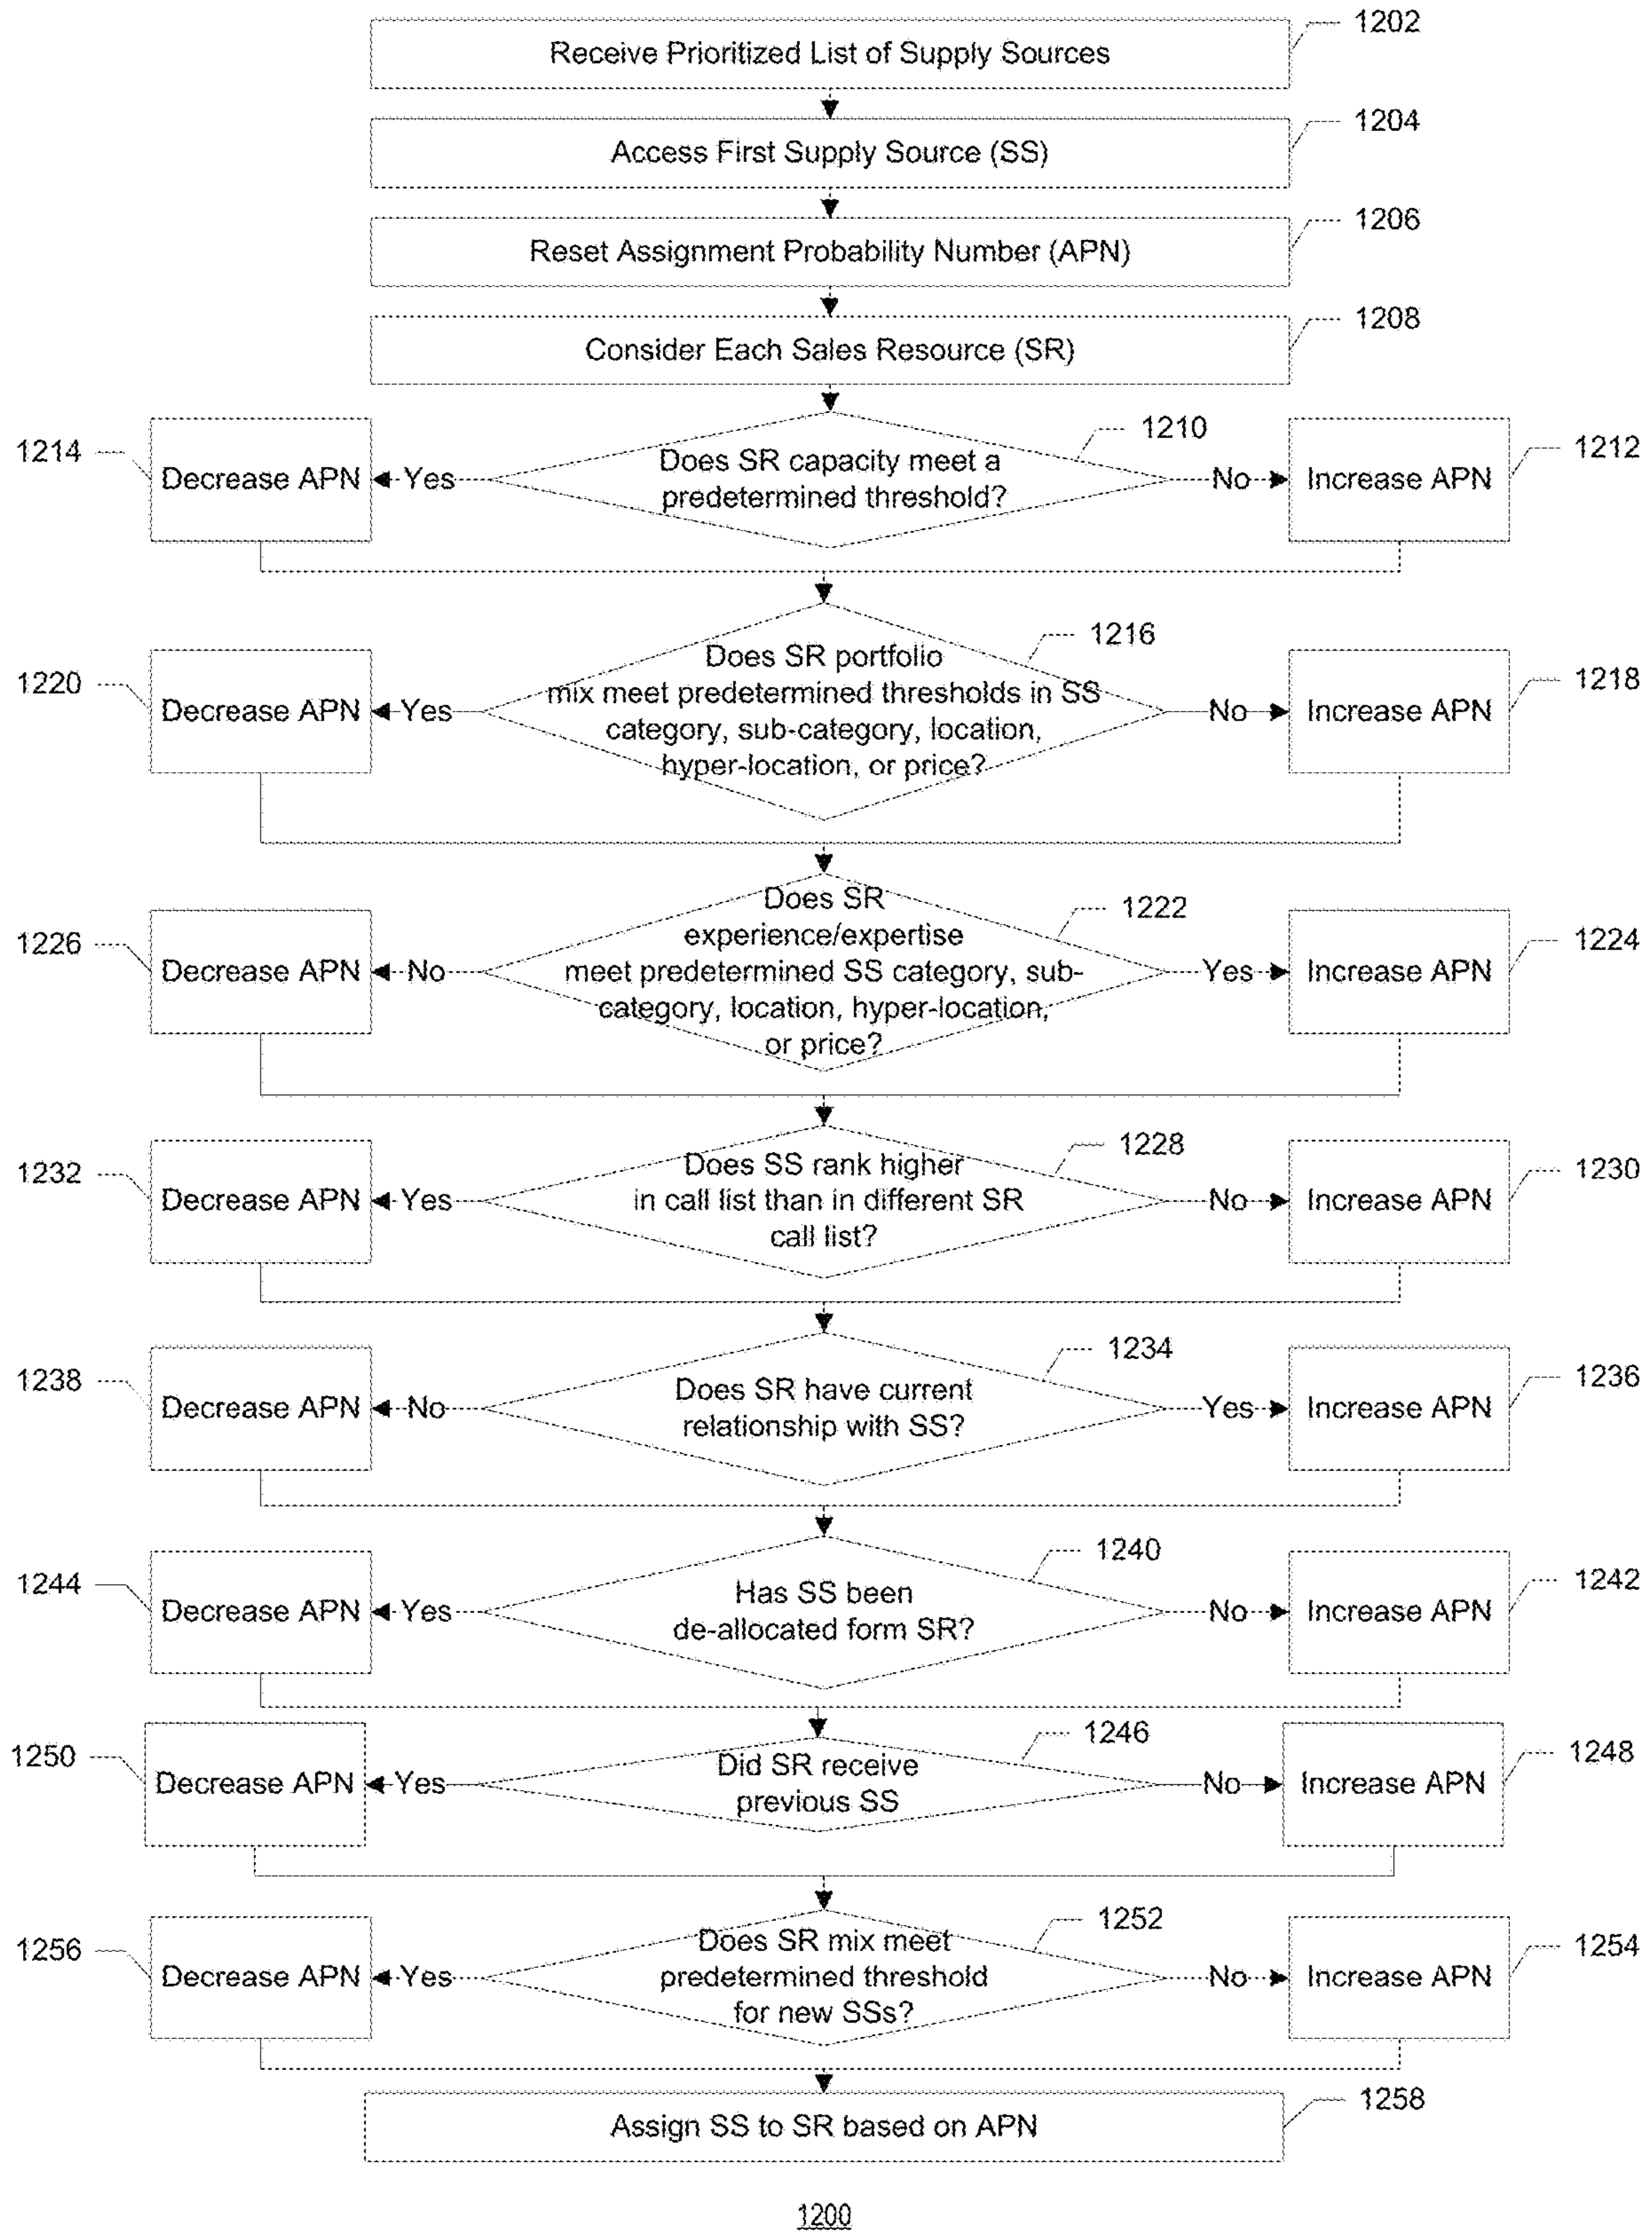 1202
Receive Prioritized List of Supply Sources
1204
Access First Supply Source (SS)
1206
Reset Assignment Probability Number (APN)
1208
Consider Each Sales Resource (SR)
1210
1214
1212
Decrease APN
Yes
Does SR capacity meet a
predetermined threshold?
No
Increase APN
1216
1220
1218
Decrease APN
Yes
Does SR portfolio
mix meet predetermined thresholds in SS
category, sub-category, location,
hyper-location, or price?
No
Increase APN
1222
1226
1224
Decrease APN
No
Does SR
experience/expertise
meet predetermined SS category, sub-
category, location, hyper-location,
or price?
Yes
Increase APN
1228
1232
1230
Decrease APN
Yes
Does SS rank higher
in call list than in different SR
call list?
No
Increase APN
1234
1238
1236
Decrease APN
No
Does SR have current
relationship with SS?
Yes
Increase APN
1240
1244
1242
Decrease APN
Yes
Has SS been
de-allocated form SR?
No
Increase APN
1246
1250
1248
Decrease APN
Yes
Did SR receive
previous SS
No
Increase APN
1252
1256
1254
Decrease APN
Yes
Does SR mix meet
predetermined threshold
for new SSs?
No
Increase APN
1258
Assign SS to SR based on APN
1200